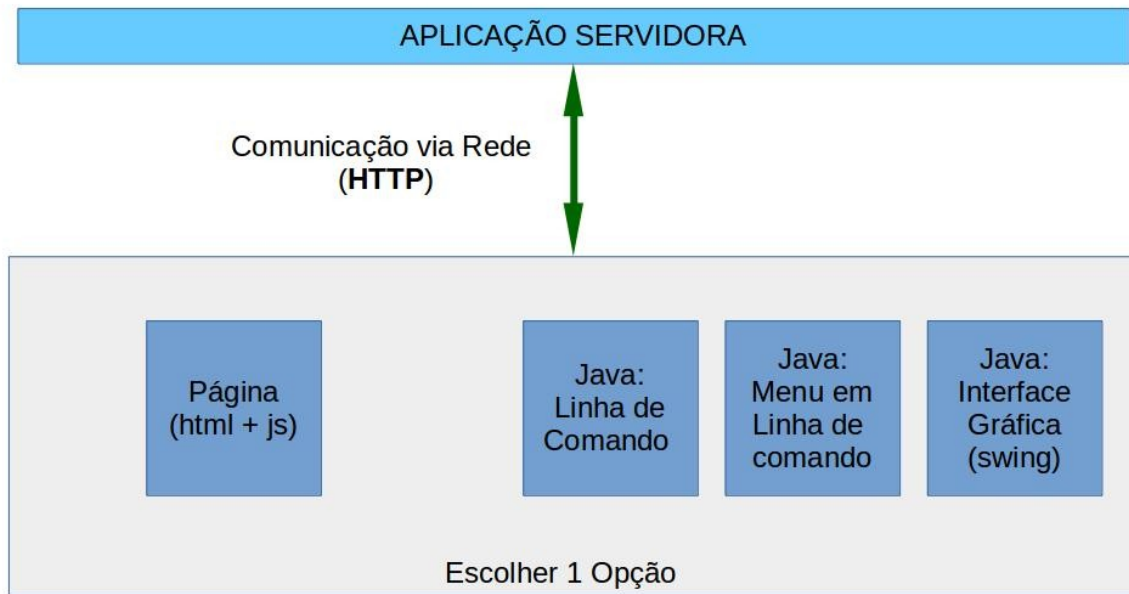 APLICAÇÃO SERVIDORA
Comunicação via Rede
(HTTP)
Página
(html + js)
Java:
Linha de
Comando
Java:
Menu em
Linha de
comando
Java:
Interface
Gráfica
(swing)
Escolher 1 Opção